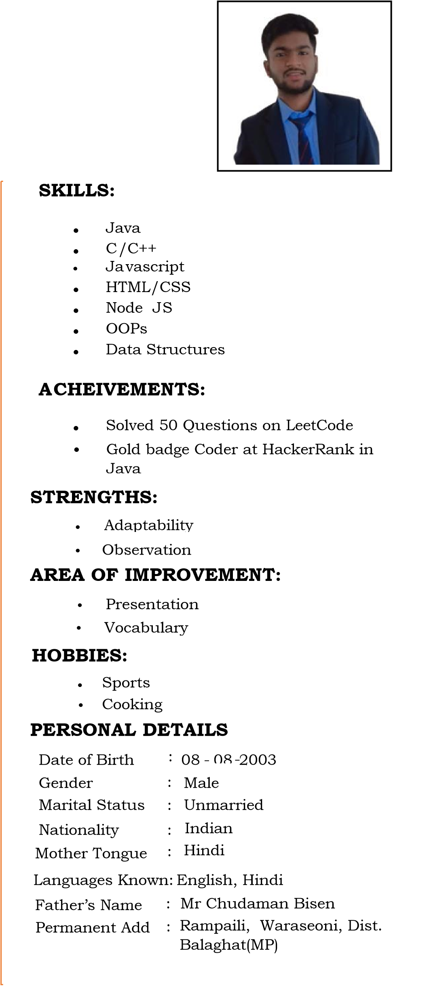 SKILLS:
• Java
• C/C++
• Javascript
• HTML/CSS
• Node JS
• OOPs
• Data Structures
ACHEIVEMENTS:
• Solved 50 Questions on LeetCode
• Gold badge Coder at HackerRank in
Java
STRENGTHS:
• Adaptability
• Observation
AREA OF IMPROVEMENT:
• Presentation
• Vocabulary
HOBBIES:
• Sports
• Cooking
PERSONAL DETAILS
Date of Birth : 08 - 08-2003
Gender : Male
Marital Status : Unmarried
Nationality : Indian
Mother Tongue : Hindi
Languages Known: English, Hindi
Father’s Name : Mr Chudaman Bisen
Permanent Add : Rampaili, Waraseoni, Dist.
Balaghat(MP)